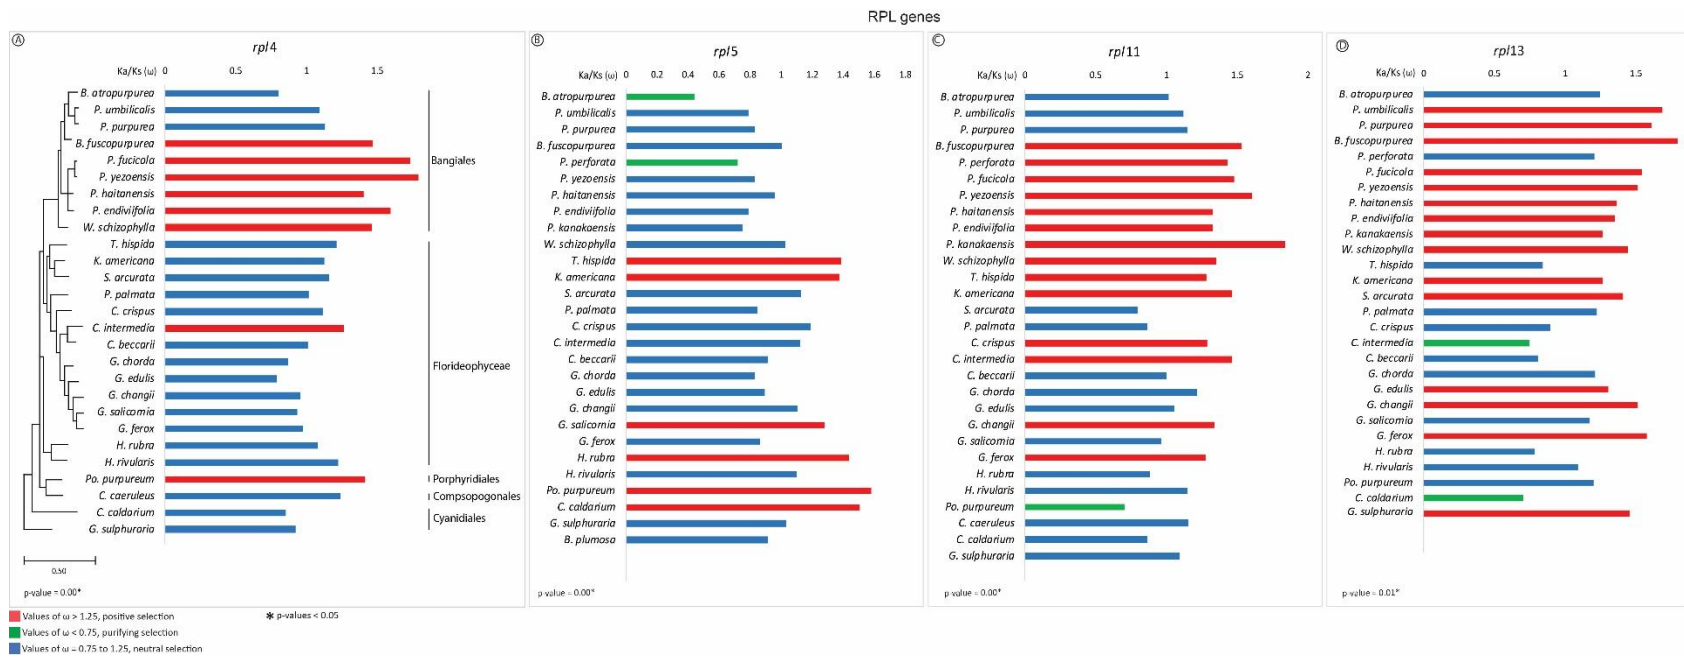 RPL genes
A
rpl4
Ka/Ks (ω) 0 0.5 1 1.5
B. atropurpurea
P. umbilicalis
P. purpurea
B. fuscopurpurea
P. fucicola
P. yezoensis
P. haitanensis
P. endiviifolia
W. schizophylla
T. hispida
K. americana
S. arcurata
P. palmata
C. crispus
C. intermedia
C. beccarii
G. chorda
G. edulis
G. changii
G. salicornia
G. ferox
H. rubra
H. rivularis
Po. purpureum
C. caeruleus
C. caldarium
G. sulphuraria
Bangiales
Florideophyceae
Porphyridiales
Compsopogonales
Cyanidiales
0.50
p-value = 0.00*
B
rpl5
Ka/Ks (ω) 0 0.2 0.4 0.6 0.8 1 1.2 1.4 1.6 1.8
B. atropurpurea
P. umbilicalis
P. purpurea
B. fuscopurpurea
P. perforata
P. yezoensis
P. haitanensis
P. endiviifolia
P. kanakaensis
W. schizophylla
T. hispida
K. americana
S. arcurata
P. palmata
C. crispus
C. intermedia
C. beccarii
G. chorda
G. edulis
G. changii
G. salicornia
G. ferox
H. rubra
H. rivularis
Po. purpureum
C. caldarium
G. sulphuraria
B. plumosa
p-value = 0.00*
C
rpl11
Ka/Ks (ω) 0 0.5 1 1.5 2
B. atropurpurea
P. umbilicalis
P. purpurea
B. fuscopurpurea
P. perforata
P. fucicola
P. yezoensis
P. haitanensis
P. endiviifolia
P. kanakaensis
W. schizophylla
T. hispida
K. americana
S. arcurata
P. palmata
C. crispus
C. intermedia
C. beccarii
G. chorda
G. edulis
G. changii
G. salicornia
G. ferox
H. rubra
H. rivularis
Po. purpureum
C. caeruleus
C. caldarium
G. sulphuraria
p-value = 0.00*
D
rpl13
Ka/Ks (ω) 0 0.5 1 1.5
B. atropurpurea
P. umbilicalis
P. purpurea
B. fuscopurpurea
P. perforata
P. fucicola
P. yezoensis
P. haitanensis
P. endiviifolia
P. kanakaensis
W. schizophylla
T. hispida
K. americana
S. arcurata
P. palmata
C. crispus
C. intermedia
C. beccarii
G. chorda
G. edulis
G. changii
G. salicornia
G. ferox
H. rubra
H. rivularis
Po. purpureum
C. caldarium
G. sulphuraria
p-value = 0.01*
Values of ω > 1.25, positive selection
* p-values < 0.05
Values of ω < 0.75, purifying selection
Values of ω = 0.75 to 1.25, neutral selection